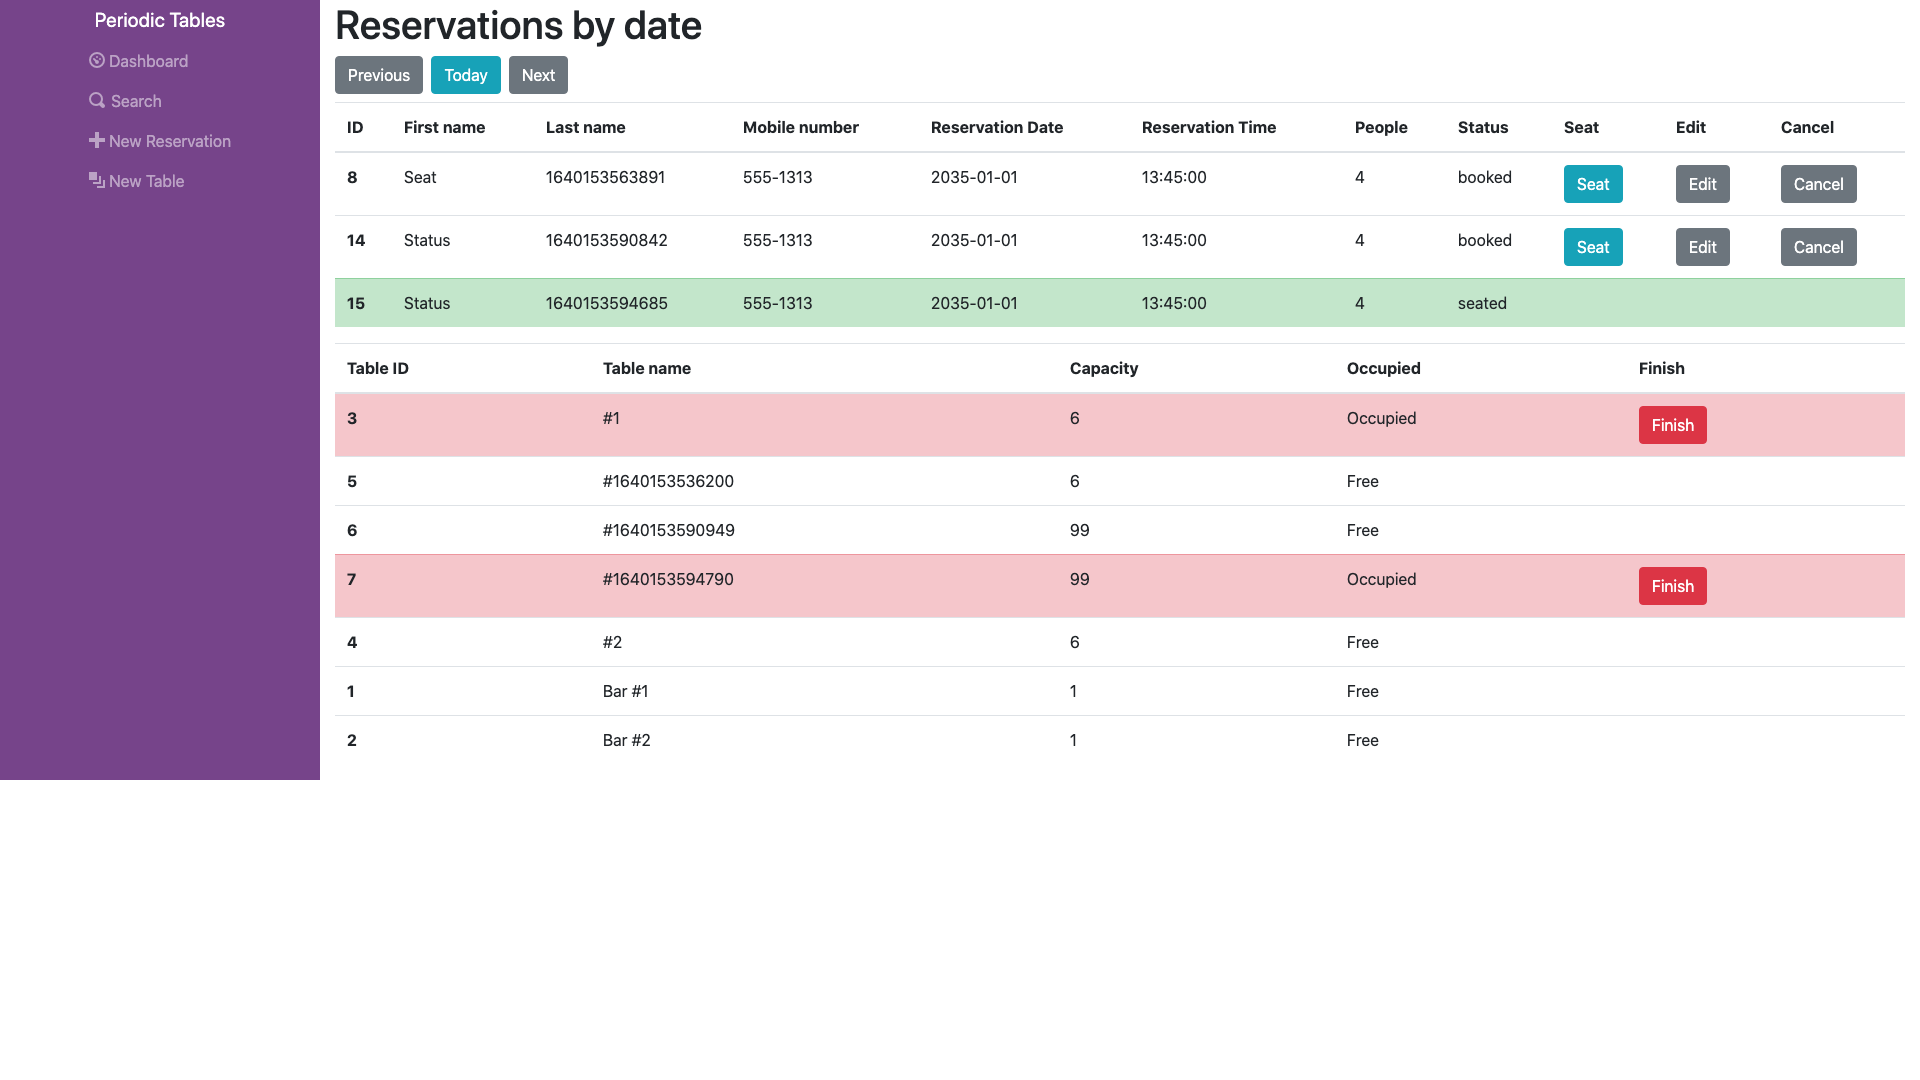 Periodic Tables
Dashboard
Search
New Reservation
New Table
Reservations by date
Previous Today Next
ID First name Last name Mobile number Reservation Date Reservation Time People Status Seat Edit Cancel
8 Seat 1640153563891 555-1313 2035-01-01 13:45:00 4 booked Seat Edit Cancel
14 Status 1640153590842 555-1313 2035-01-01 13:45:00 4 booked Seat Edit Cancel
15 Status 1640153594685 555-1313 2035-01-01 13:45:00 4 seated
Table ID Table name Capacity Occupied Finish
3 #1 6 Occupied Finish
5 #1640153536200 6 Free
6 #1640153590949 99 Free
7 #1640153594790 99 Occupied Finish
4 #2 6 Free
1 Bar #1 1 Free
2 Bar #2 1 Free